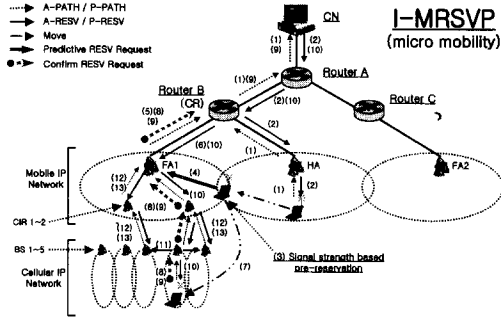 A-PATH / P-PATH
A-RESV / P-RESV
Move
Predictive RESV Request
Confirm RESV Request
CN
I-MRSVP
(micro mobility)
(1)
(9)
(2)
(10)
Router A
Router B
(CR)
(1)(9)
(2)(10)
Router C
(5)(8)
(9)
(6)(10)
(2)
(1)
Mobile IP
Network
FA1
HA
FA2
(12)
(13)
(4)
(1)
(2)
CIR 1~2
(8)(9)
(10)
(12)
(13)
(12)
(13)
(3) Signal strength based
pre-reservation
BS 1~5
(11)
Cellular IP
Network
(8)
(9)
(10)
(7)